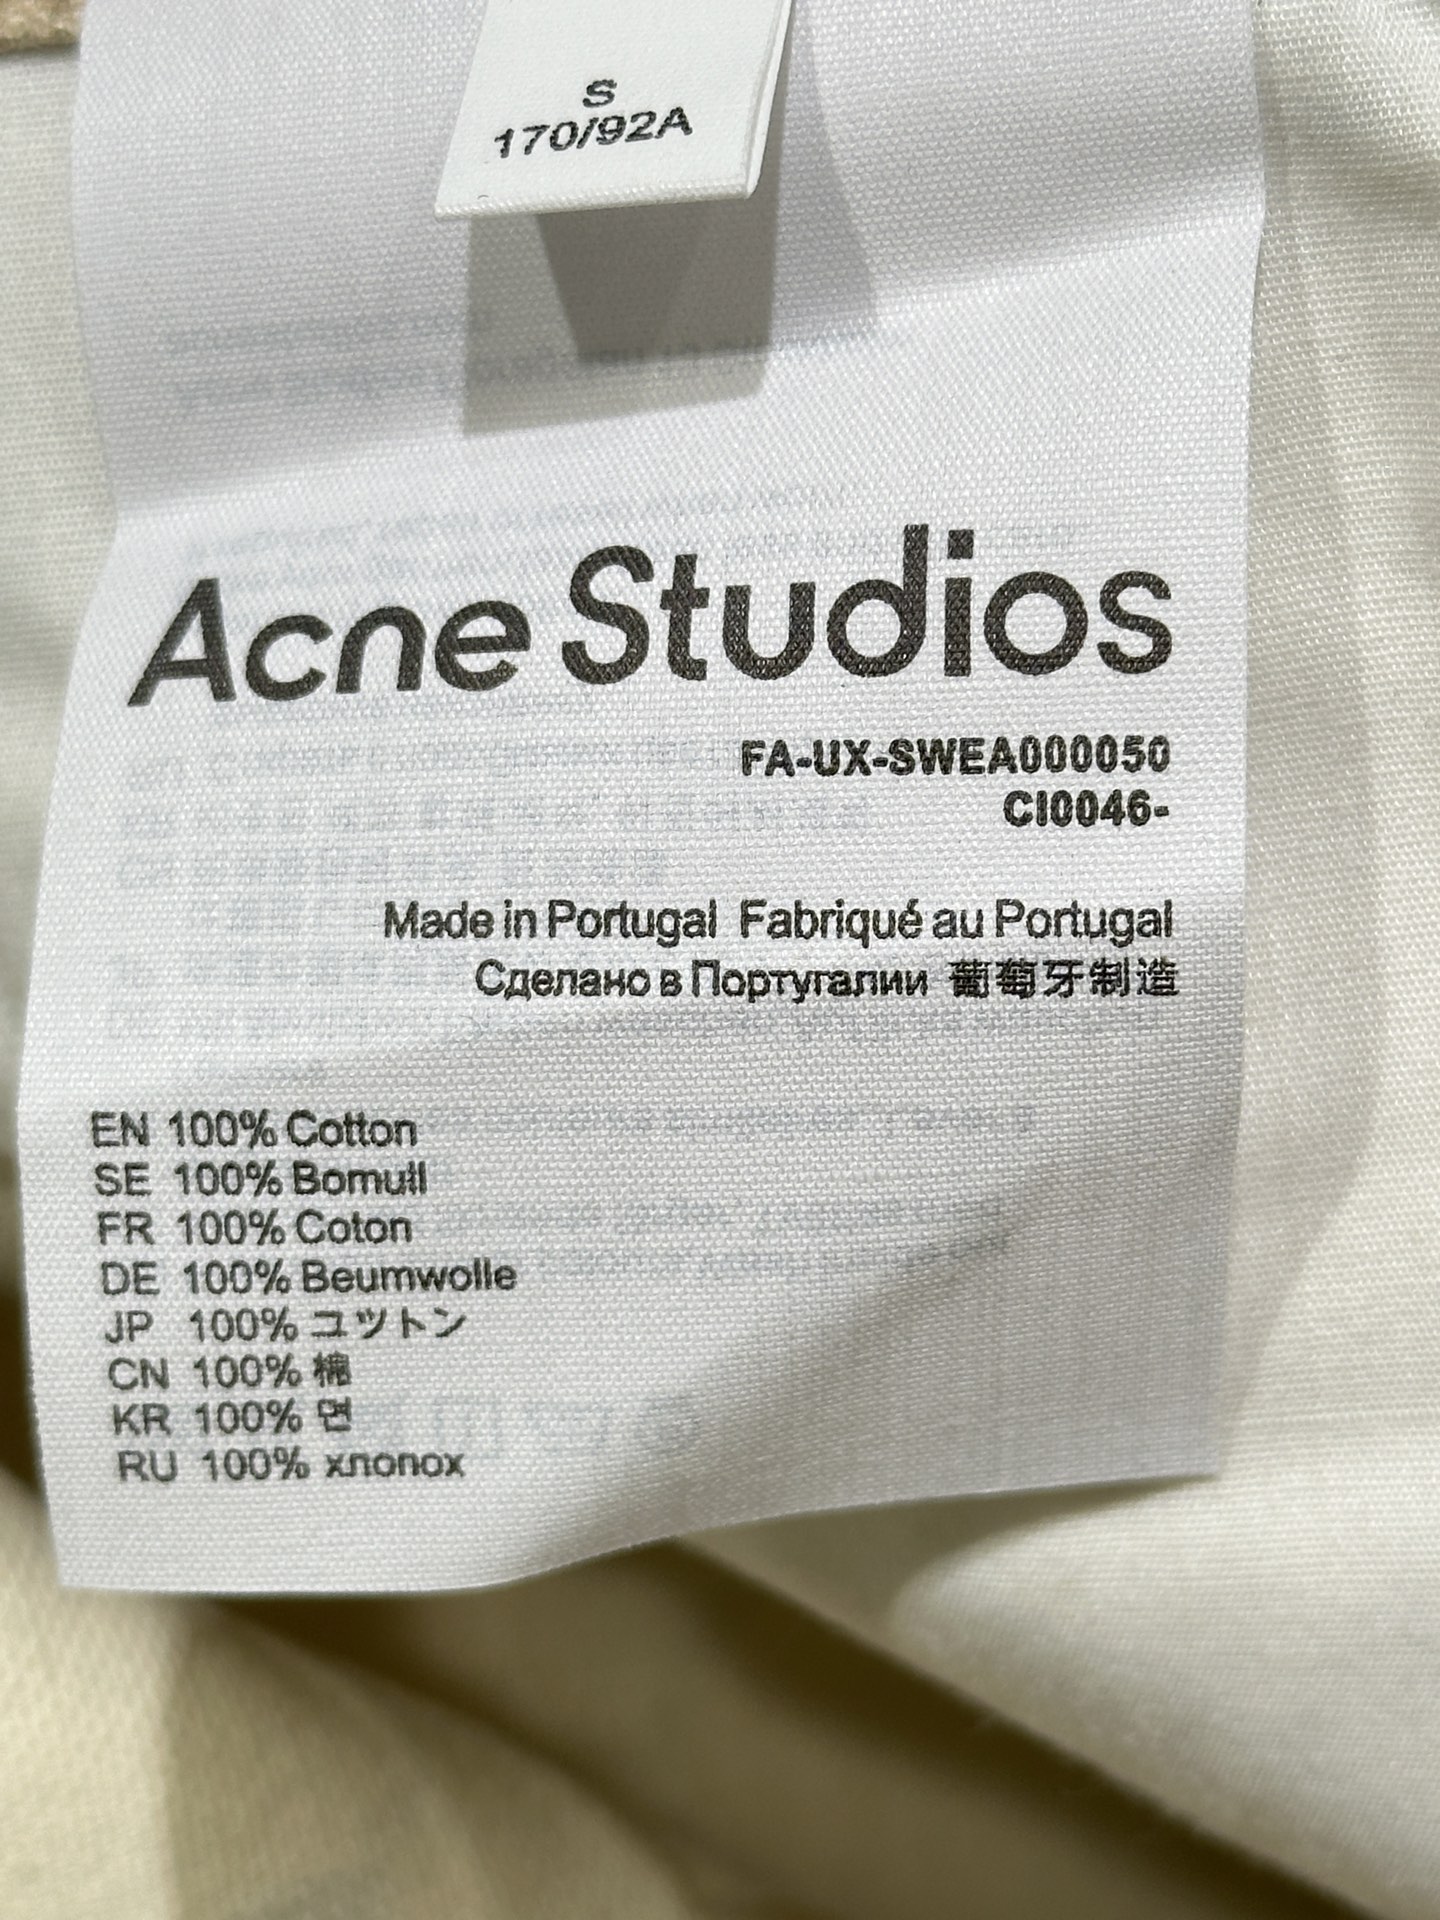 S
170/92A
Acne Studios
FA-UX-SWEA000050
CI0046-
Made in Portugal Fabriqué au Portugal
Сделано в Португалии 葡萄牙制造
EN 100% Cotton
SE 100% Bomull
FR 100% Coton
DE 100% Beumwolle
JP 100% ユツトン
CN 100% 棉
KR 100% 면
RU 100% хлопох